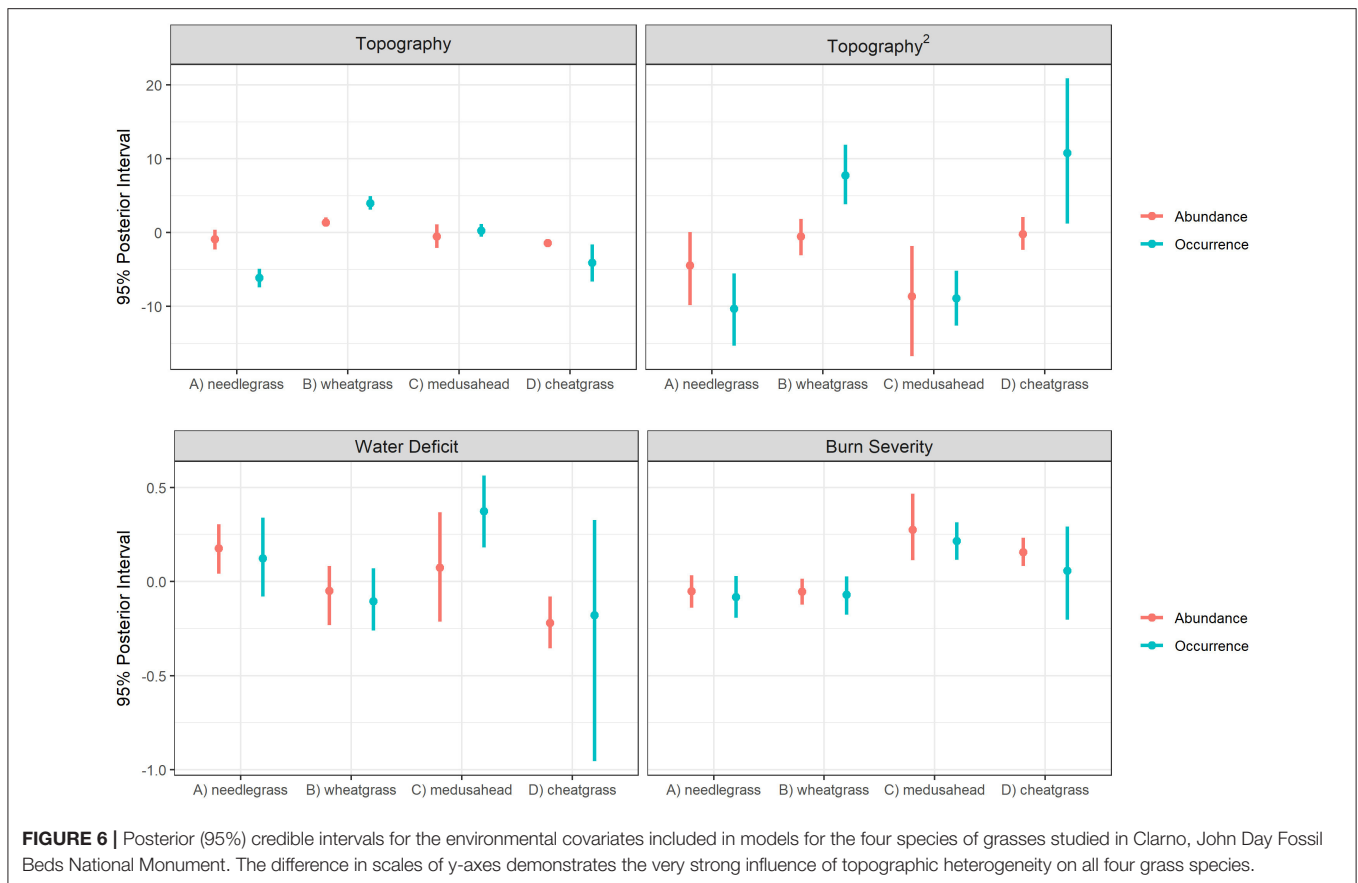 Topography
Topography²
95% Posterior Interval
20
10
0
-10
A) needlegrass B) wheatgrass C) medusahead D) cheatgrass
A) needlegrass B) wheatgrass C) medusahead D) cheatgrass
Abundance
Occurrence
Water Deficit
Burn Severity
95% Posterior Interval
0.5
0.0
-0.5
-1.0
A) needlegrass B) wheatgrass C) medusahead D) cheatgrass
A) needlegrass B) wheatgrass C) medusahead D) cheatgrass
Abundance
Occurrence
FIGURE 6 | Posterior (95%) credible intervals for the environmental covariates included in models for the four species of grasses studied in Clarno, John Day Fossil
Beds National Monument. The difference in scales of y-axes demonstrates the very strong influence of topographic heterogeneity on all four grass species.